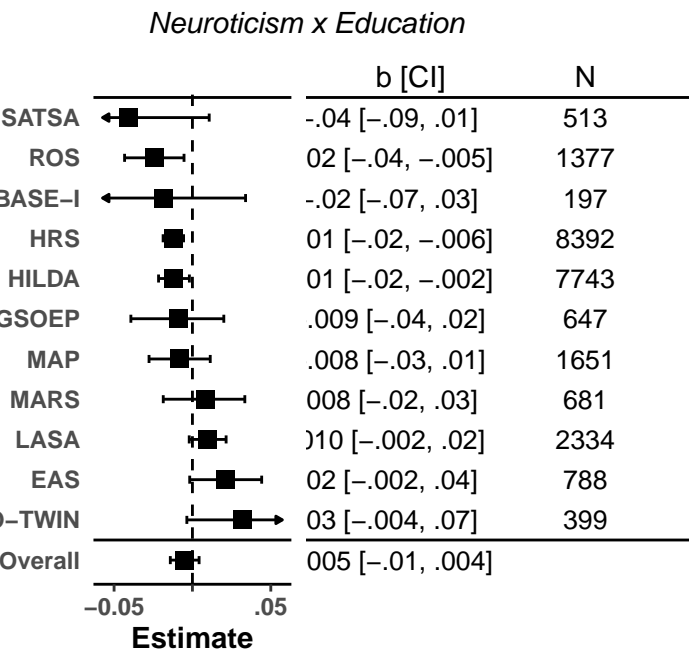 Neuroticism x Education
b [CI] N
SATSA -.04 [−.09, .01] 513
ROS 02 [−.04, −.005] 1377
BASE−I -.02 [−.07, .03] 197
HRS 01 [−.02, −.006] 8392
HILDA 01 [−.02, −.002] 7743
GSOEP .009 [−.04, .02] 647
MAP .008 [−.03, .01] 1651
MARS 008 [−.02, .03] 681
LASA 010 [−.002, .02] 2334
EAS 02 [−.002, .04] 788
−TWIN 03 [−.004, .07] 399
Overall 005 [−.01, .004]
−0.05 .05
Estimate